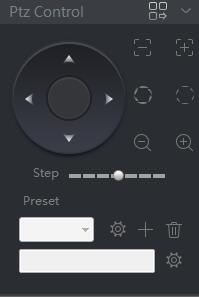 Ptz Control
Step
Preset